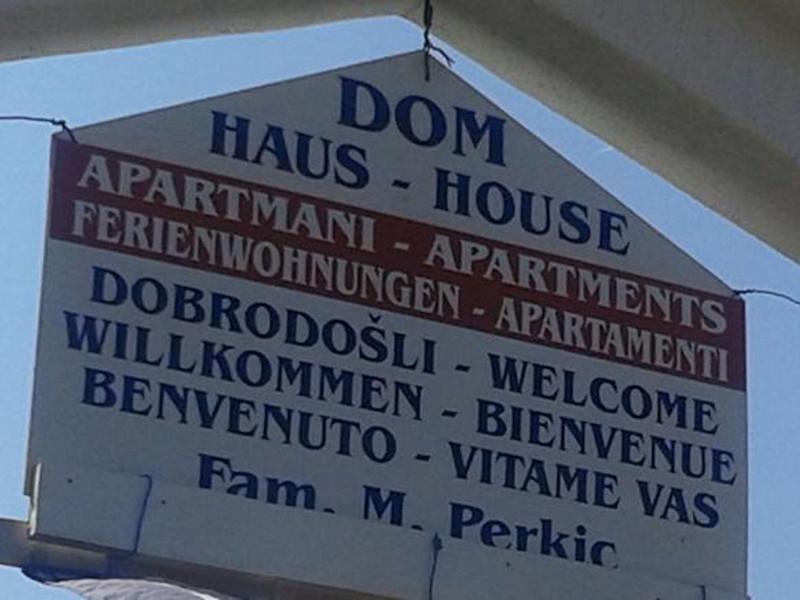 DOM
HAUS - HOUSE
APARTMANI - APARTMENTS
FERIENWOHNUNGEN - APARTAMENTI
DOBRODOŠLI - WELCOME
WILLKOMMEN - BIENVENUE
BENVENUTO - VITAME VAS
Fam. M. Perkic